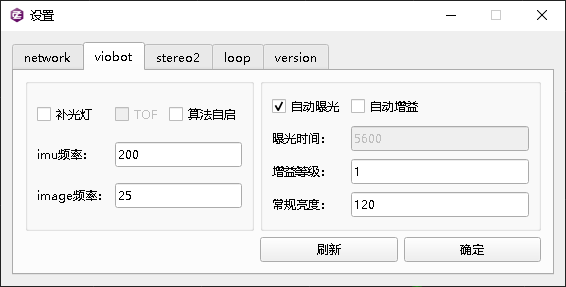 设置
network viobot stereo2 loop version
补光灯 TOF 算法自启
imu频率: 200
image频率: 25
自动曝光 自动增益
曝光时间: 5600
增益等级: 1
常规亮度: 120
刷新 确定